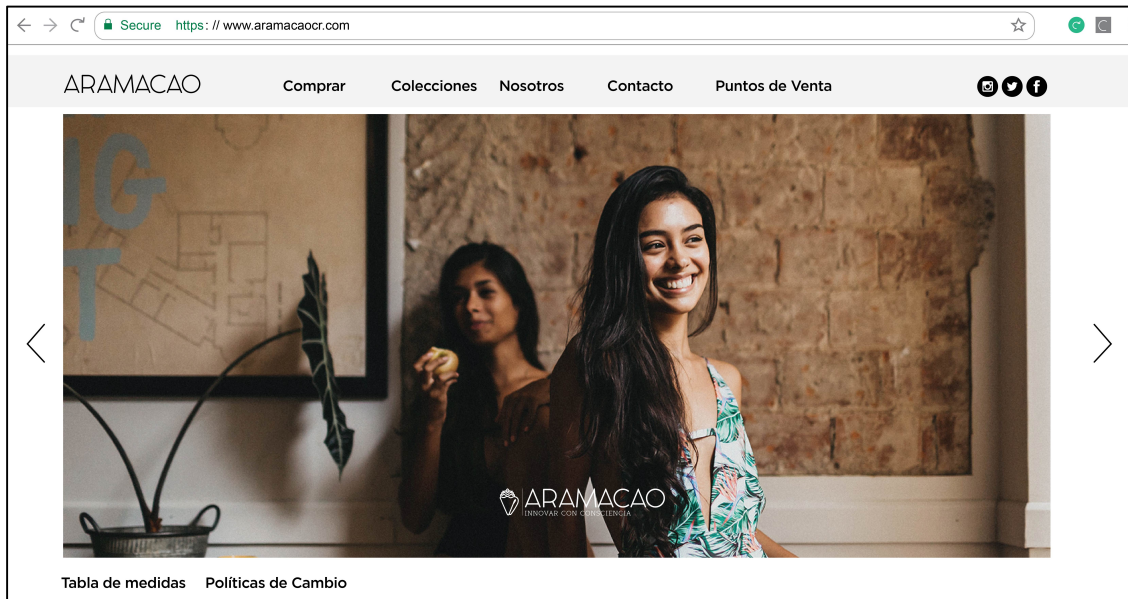 Secure https: // www.aramacaocr.com
ARAMACAO Comprar Colecciones Nosotros Contacto Puntos de Venta
IG
T
ARAMACAO
INNOVAR CON CONSCIENCIA
Tabla de medidas Políticas de Cambio